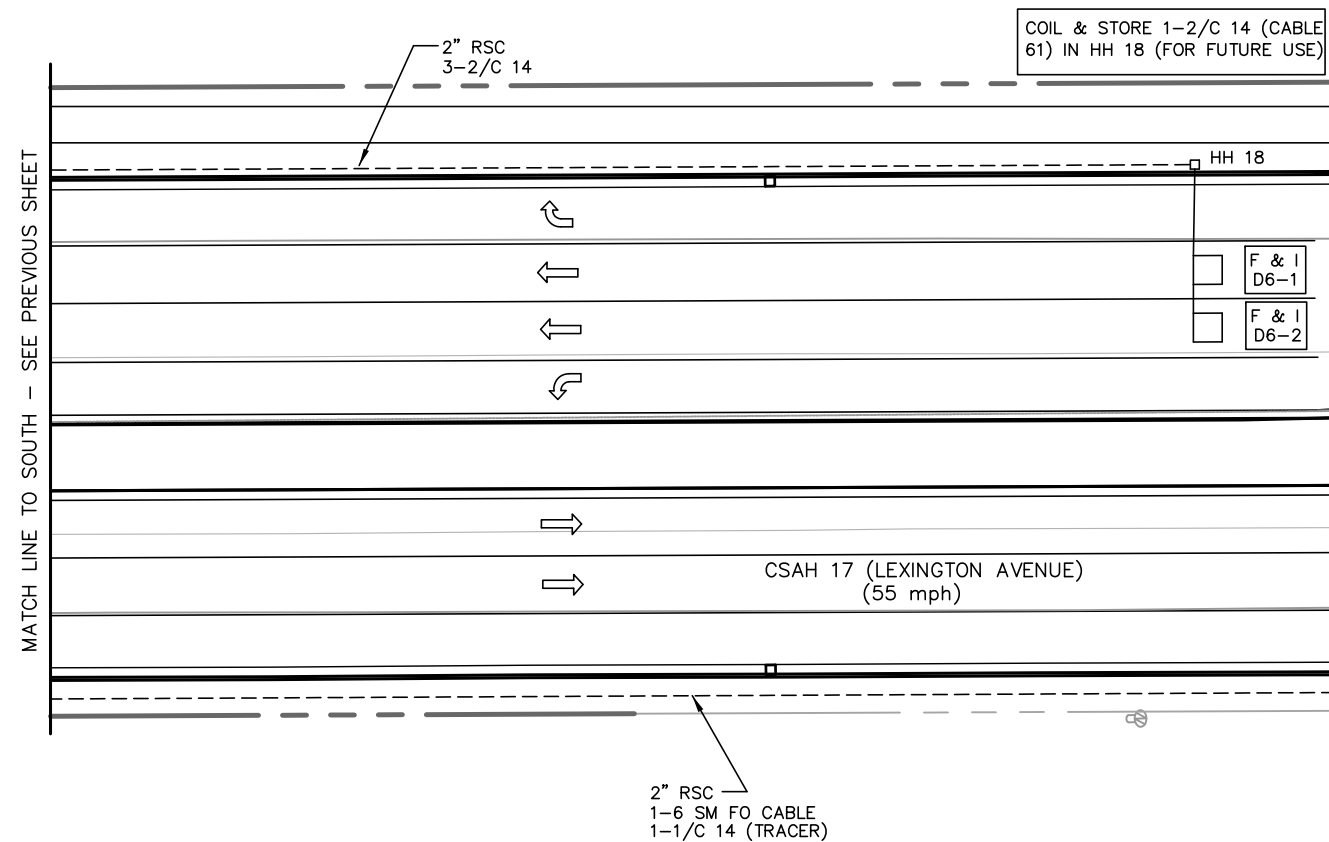 COIL & STORE 1-2/C 14 (CABLE
61) IN HH 18 (FOR FUTURE USE)
2" RSC
3-2/C 14
HH 18
F & I
D6-1
F & I
D6-2
MATCH LINE TO SOUTH - SEE PREVIOUS SHEET
CSAH 17 (LEXINGTON AVENUE)
(55 mph)
2" RSC
1-6 SM FO CABLE
1-1/C 14 (TRACER)